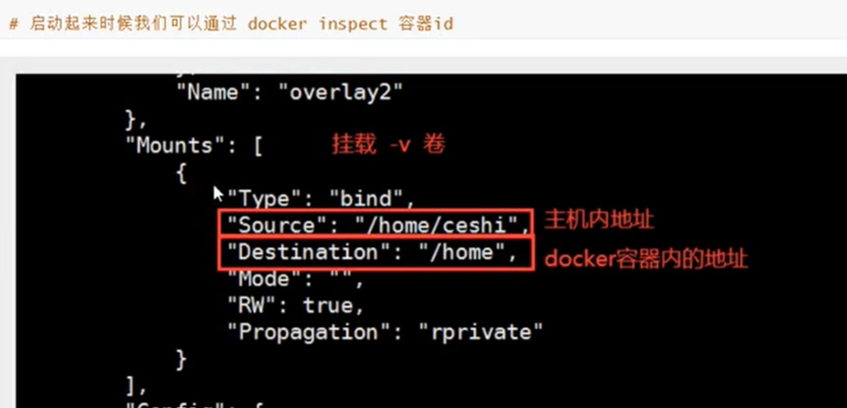 # 启动起来时候我们可以通过 docker inspect 容器id
"Name": "overlay2"
},
"Mounts": [ 挂载 -v 卷
{
"Type": "bind",
"Source": "/home/ceshi", 主机内地址
"Destination": "/home", docker容器内的地址
"Mode": "",
"RW": true,
"Propagation": "rprivate"
}
],
"Config": {